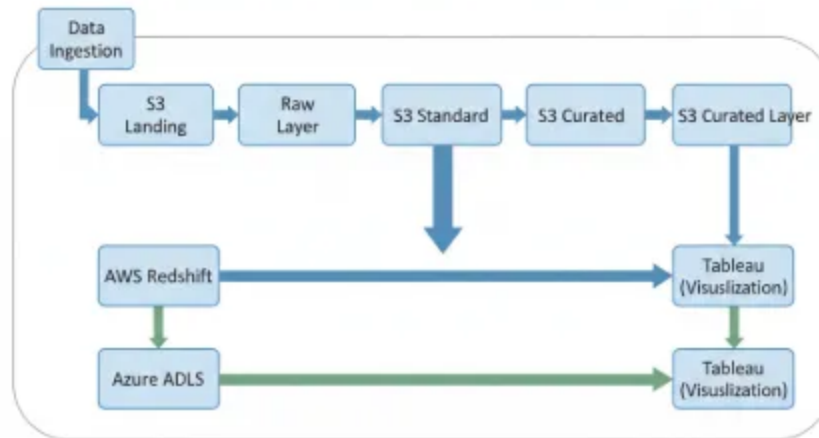 Data
Ingestion
S3
Landing
Raw
Layer
S3 Standard
S3 Curated
S3 Curated Layer
AWS Redshift
Tableau
(Visuslization)
Azure ADLS
Tableau
(Visuslization)